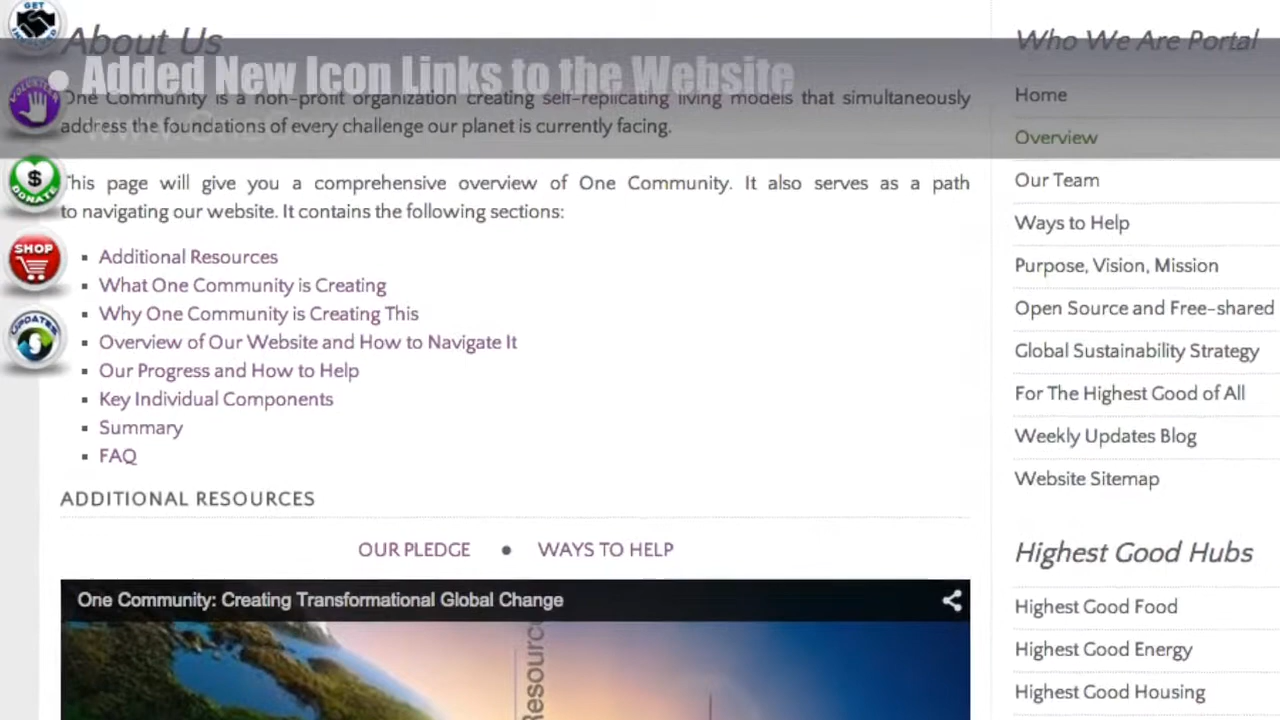 GET
About Us
• Added New Icon Links to the Website
VOLUNTEER
One Community is a non-profit organization creating self-replicating living models that simultaneously
address the foundations of every challenge our planet is currently facing.
$
DONATE
This page will give you a comprehensive overview of One Community. It also serves as a path
to navigating our website. It contains the following sections:
SHOP
UPDATES
Additional Resources
What One Community is Creating
Why One Community is Creating This
Overview of Our Website and How to Navigate It
Our Progress and How to Help
Key Individual Components
Summary
FAQ
ADDITIONAL RESOURCES
OUR PLEDGE • WAYS TO HELP
One Community: Creating Transformational Global Change
Resourc
Who We Are Portal
Home
Overview
Our Team
Ways to Help
Purpose, Vision, Mission
Open Source and Free-shared
Global Sustainability Strategy
For The Highest Good of All
Weekly Updates Blog
Website Sitemap
Highest Good Hubs
Highest Good Food
Highest Good Energy
Highest Good Housing